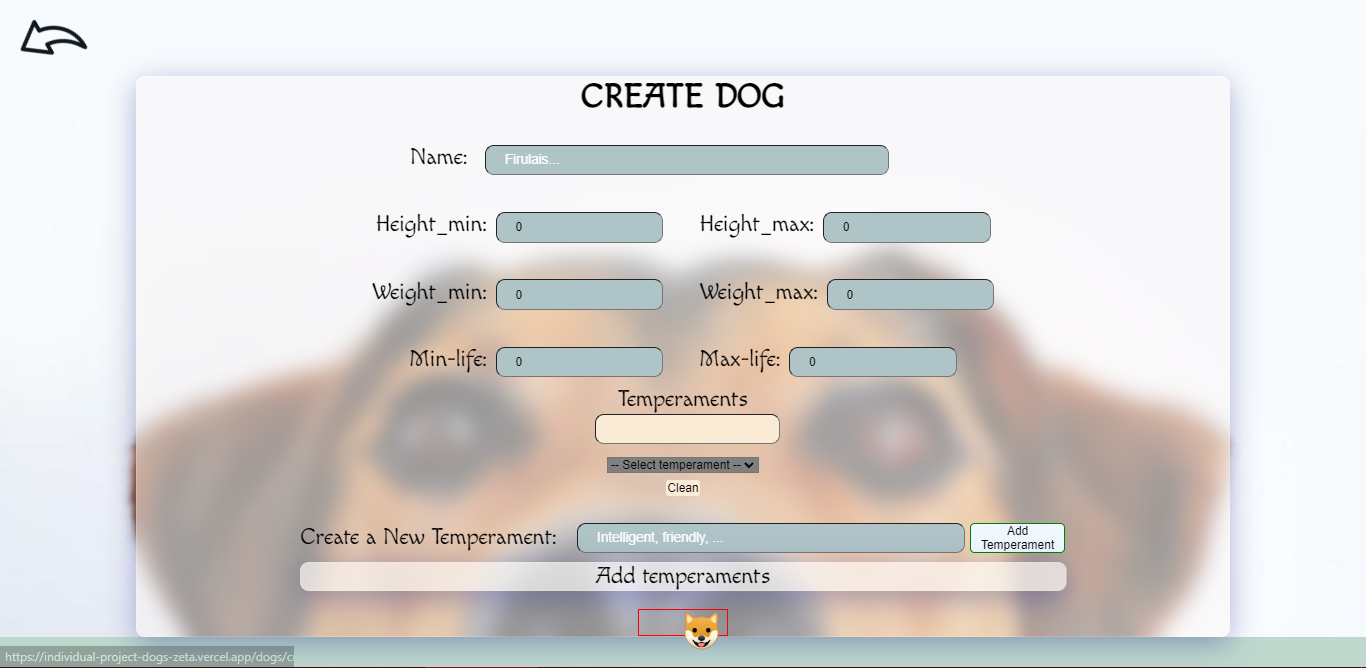 CREATE DOG
Name: Firulais...
Height_min: 0 Height_max: 0
Weight_min: 0 Weight_max: 0
Min-life: 0 Max-life: 0
Temperaments
-- Select temperament --
Clean
Create a New Temperament: Intelligent, friendly, ... Add Temperament
Add temperaments
https://individual-project-dogs-zeta.vercel.app/dogs/c